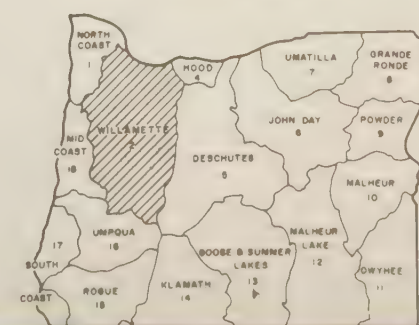 NORTH
COAST
1
WILLAMETTE
2
HOOD
4
UMATILLA
7
GRANDE
RONDE
8
JOHN DAY
6
POWDER
9
MID
COAST
18
DESCHUTES
5
MALHEUR
10
UMPQUA
16
17
SOUTH
COAST
ROGUE
15
KLAMATH
14
GOOSE & SUMMER
LAKES
13
MALHEUR
LAKE
12
OWYHEE
11